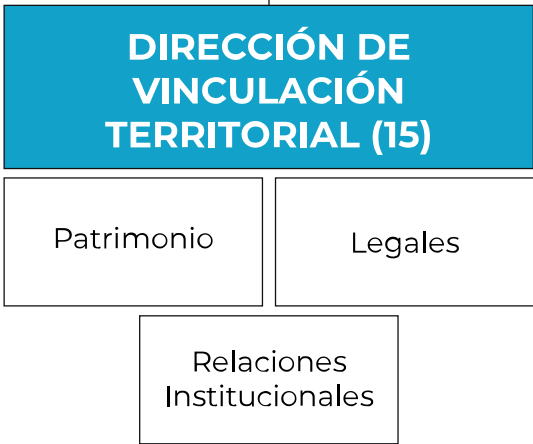 DIRECCIÓN DE
VINCULACIÓN
TERRITORIAL (15)
Patrimonio
Legales
Relaciones
Institucionales